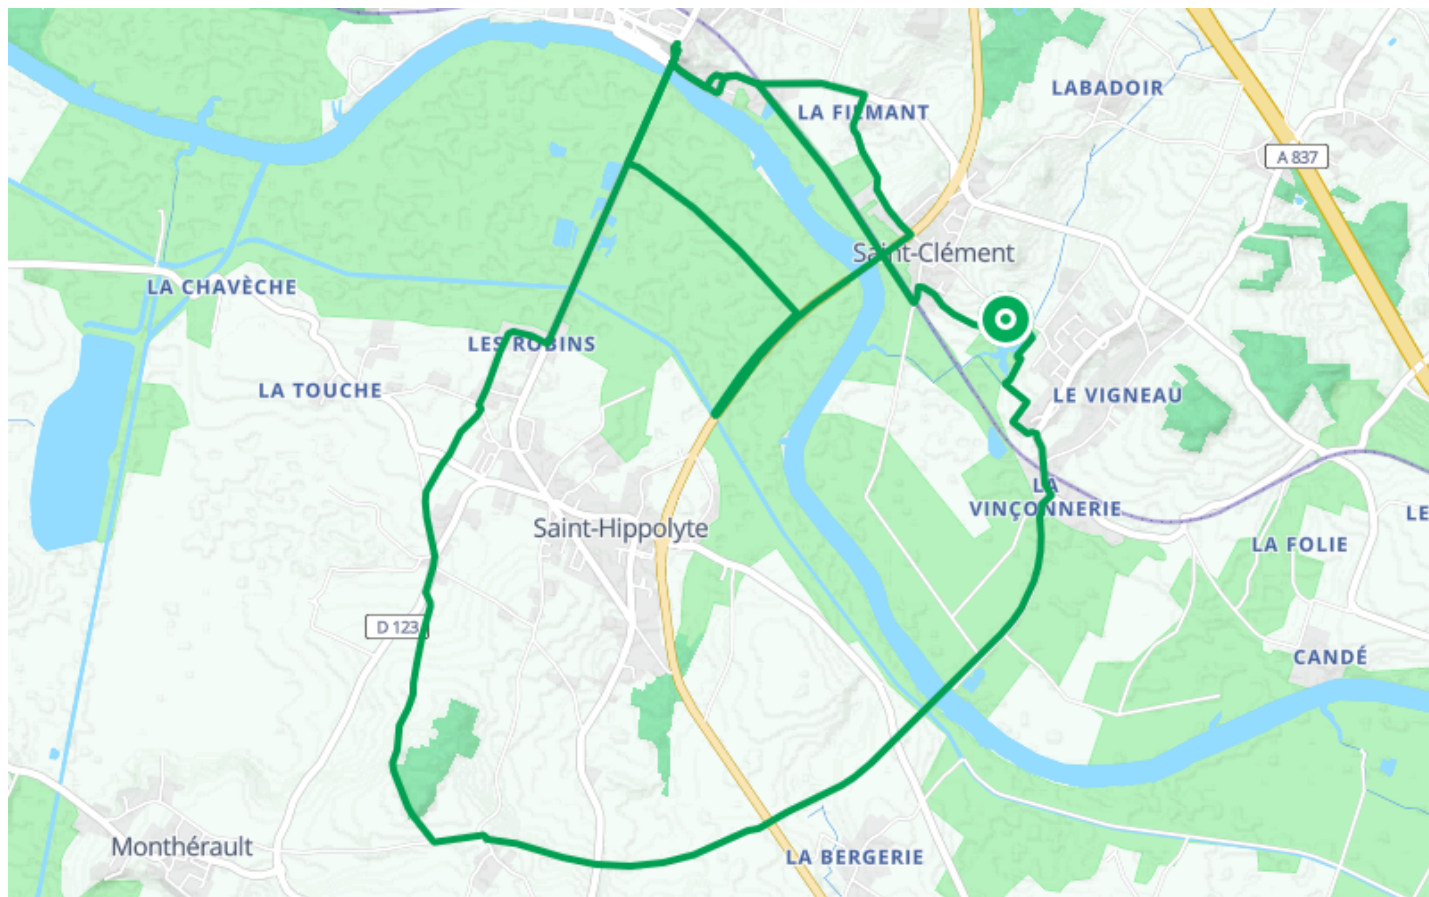 LABADOIR
LA FIEMANT
A 837
Saint-Clément
LA CHAVÈCHE
LES ROBINS
LA TOUCHE
LE VIGNEAU
LA
VINÇONNERIE
LE
Saint-Hippolyte
LA FOLIE
D 123
CANDÉ
Monthérault
LA BERGERIE